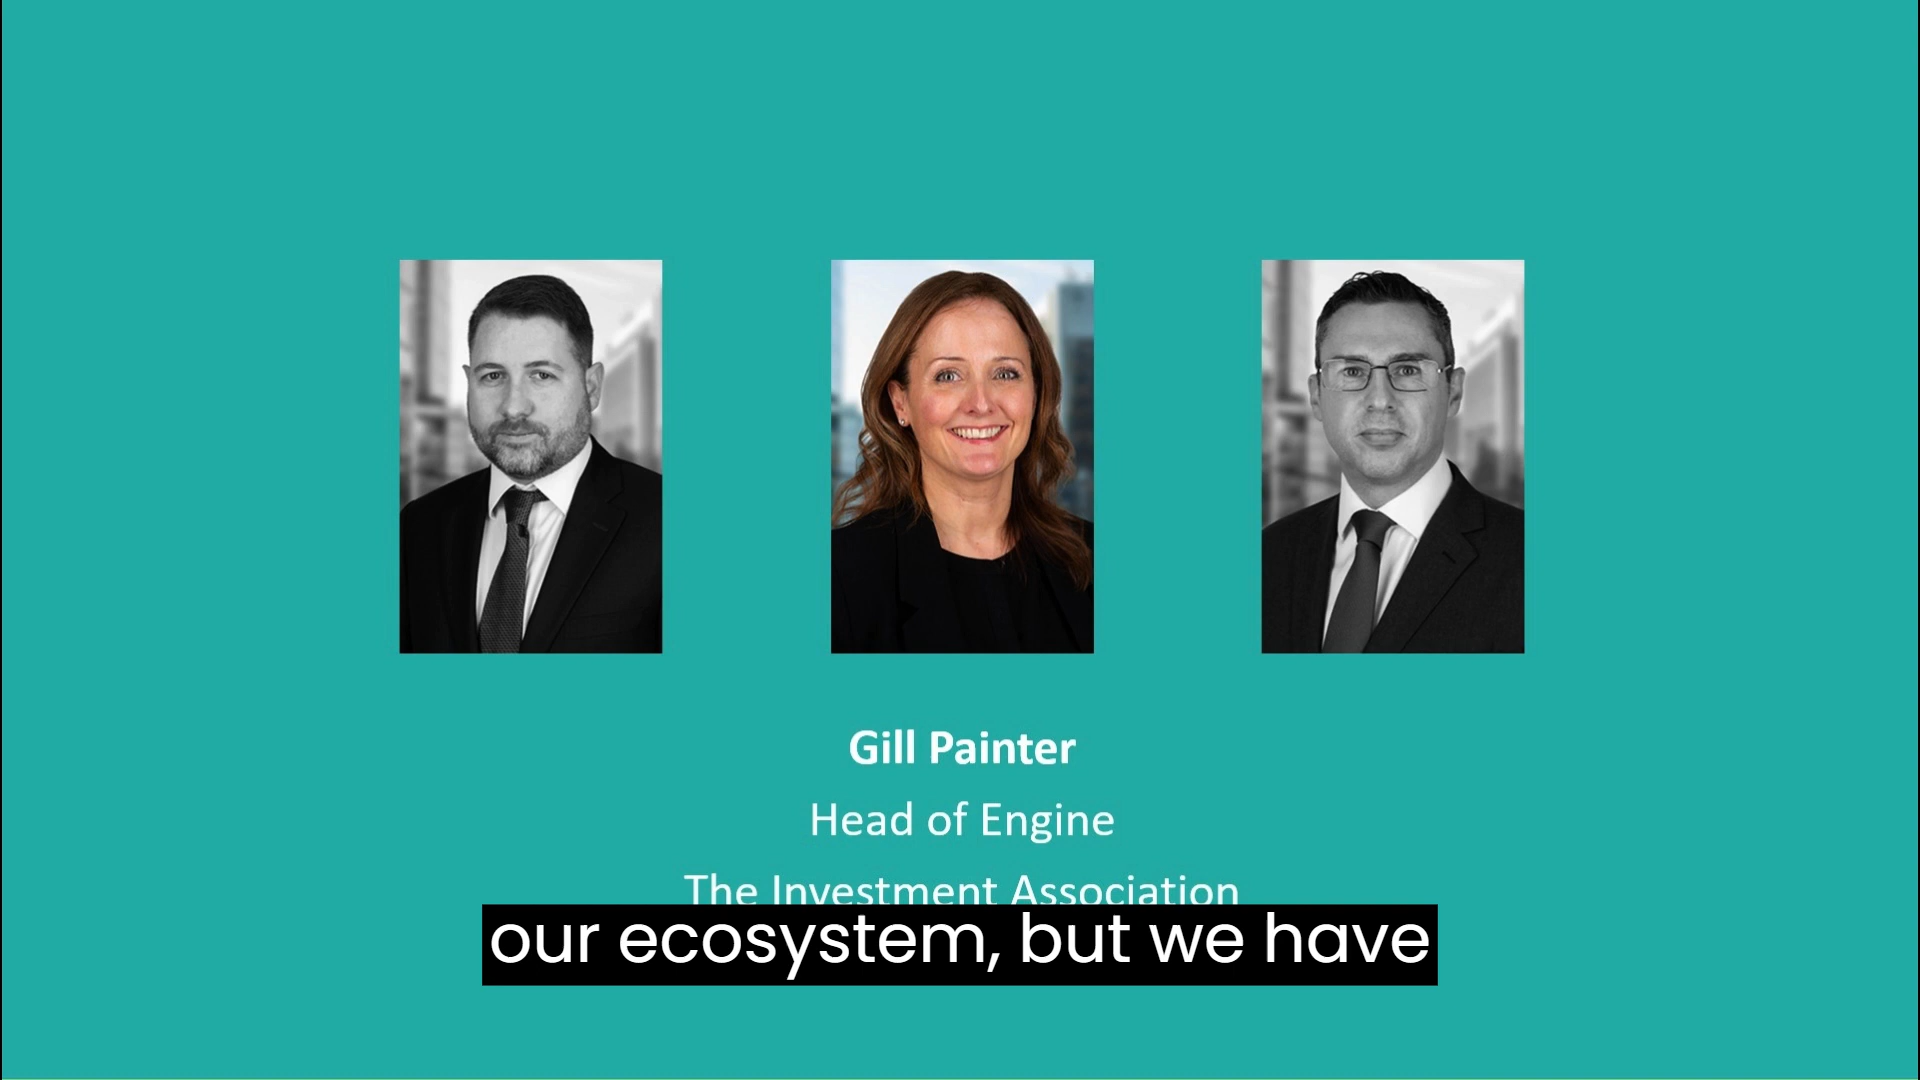 Gill Painter
Head of Engine
The Investment Association
our ecosystem, but we have